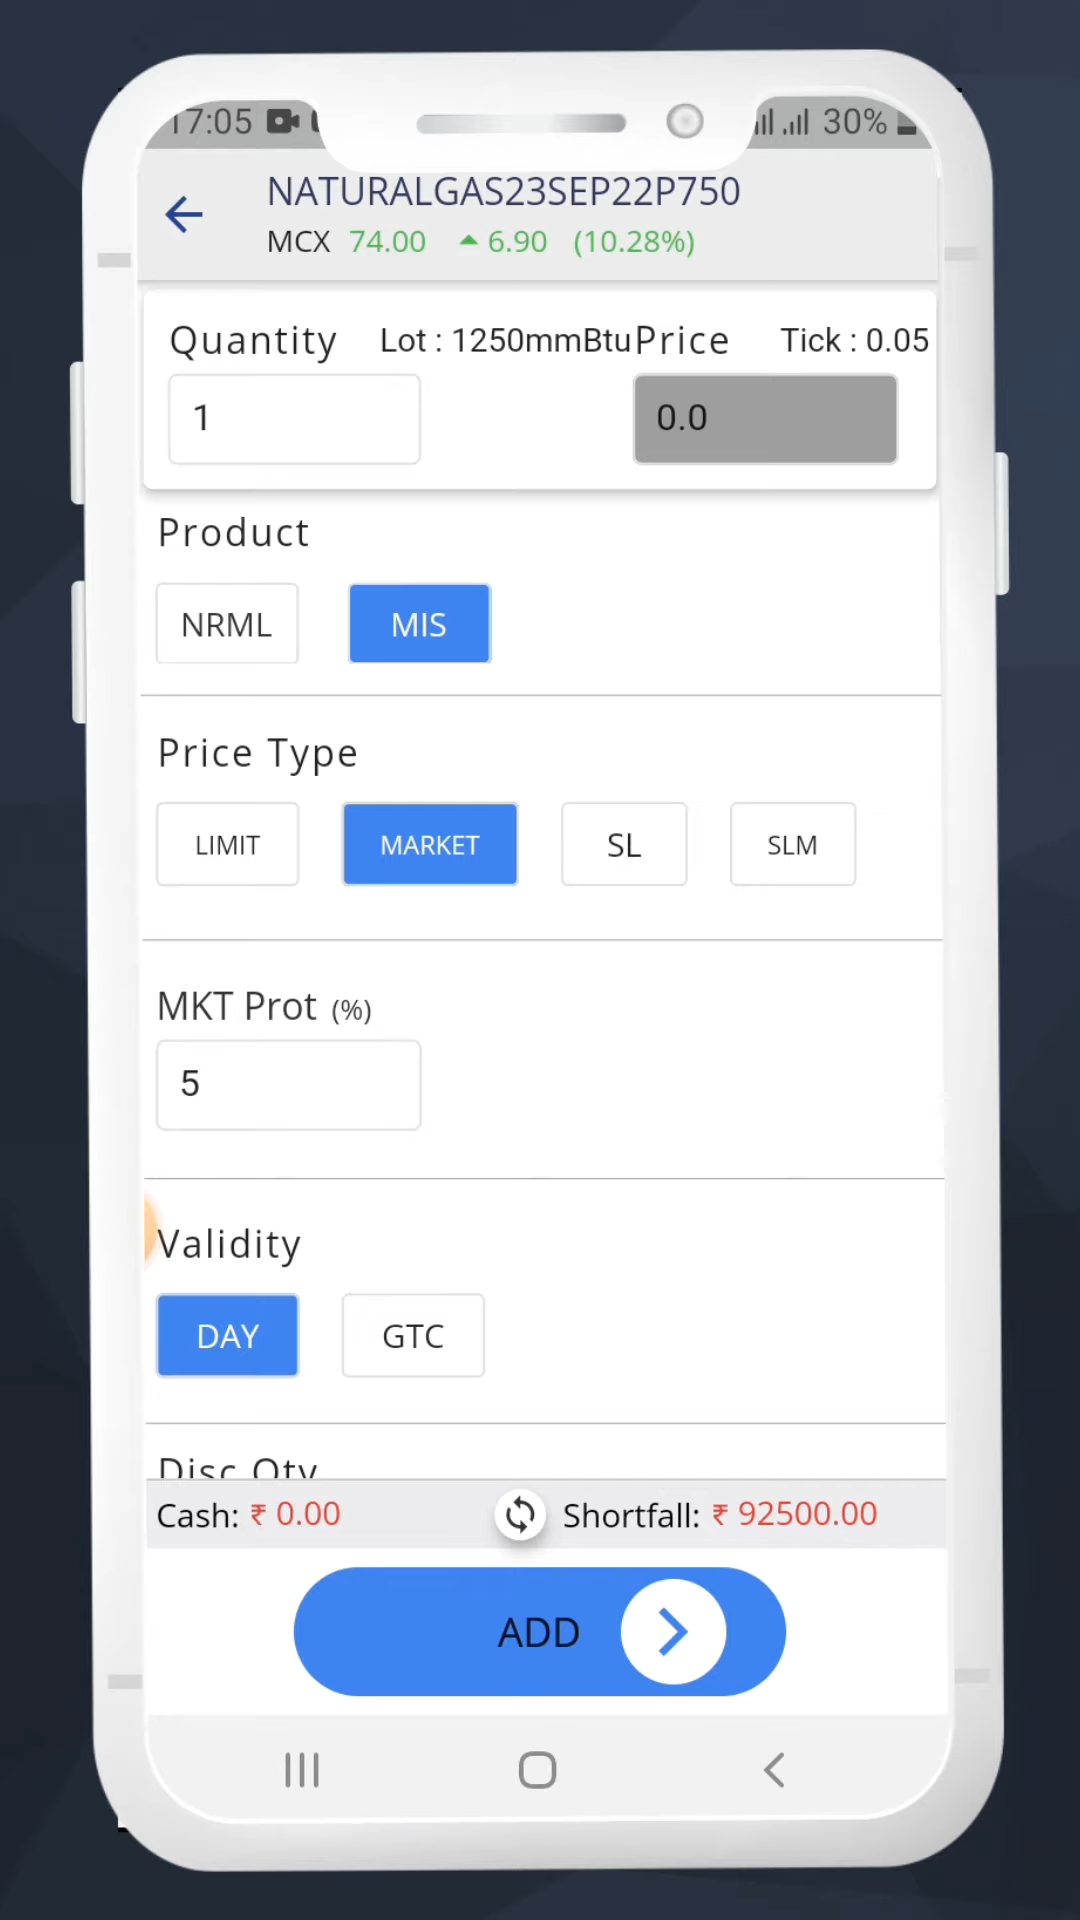 17:05 30%
NATURALGAS23SEP22P750
MCX 74.00 6.90 (10.28%)
Quantity Lot : 1250mmBtu Price Tick : 0.05
1 0.0
Product
NRML MIS
Price Type
LIMIT MARKET SL SLM
MKT Prot (%)
5
Validity
DAY GTC
Disc Qty
Cash: ₹ 0.00 Shortfall: ₹ 92500.00
ADD